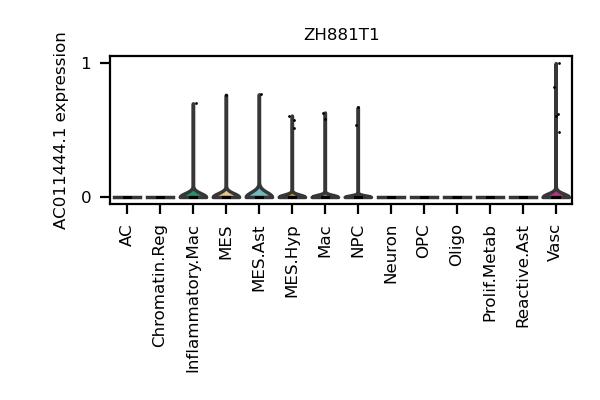 ZH881T1
AC011444.1 expression
1
0
AC
Chromatin.Reg
Inflammatory.Mac
MES
MES.Ast
MES.Hyp
Mac
NPC
Neuron
OPC
Oligo
Prolif.Metab
Reactive.Ast
Vasc